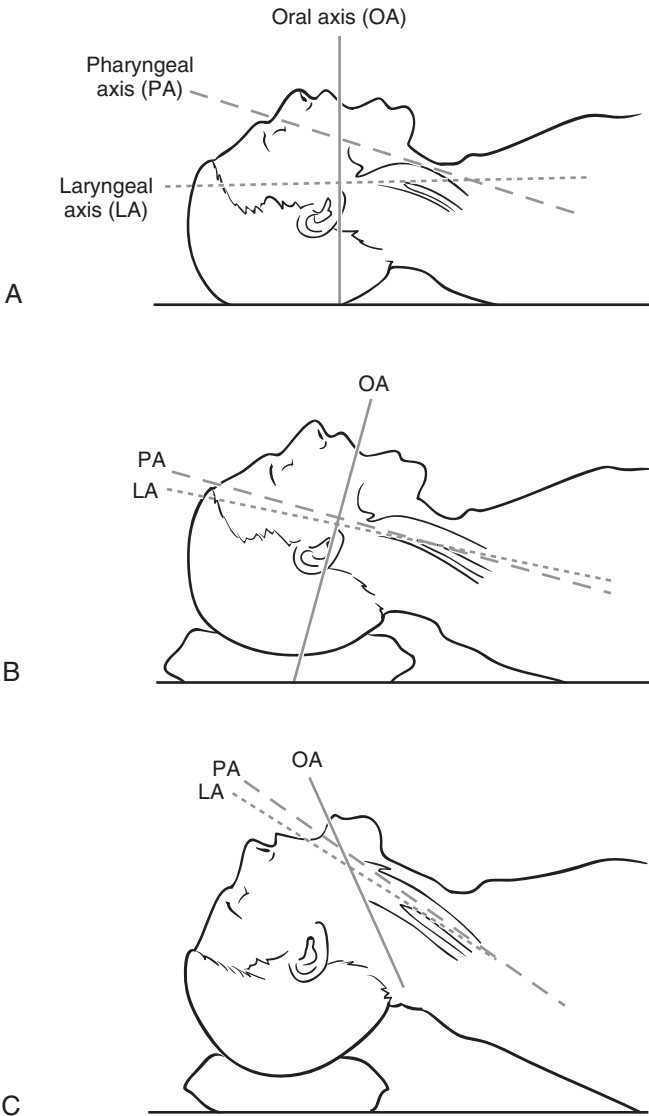 Oral axis (OA)
Pharyngeal
axis (PA)
Laryngeal
axis (LA)
A
OA
PA
LA
B
OA
PA
LA
C